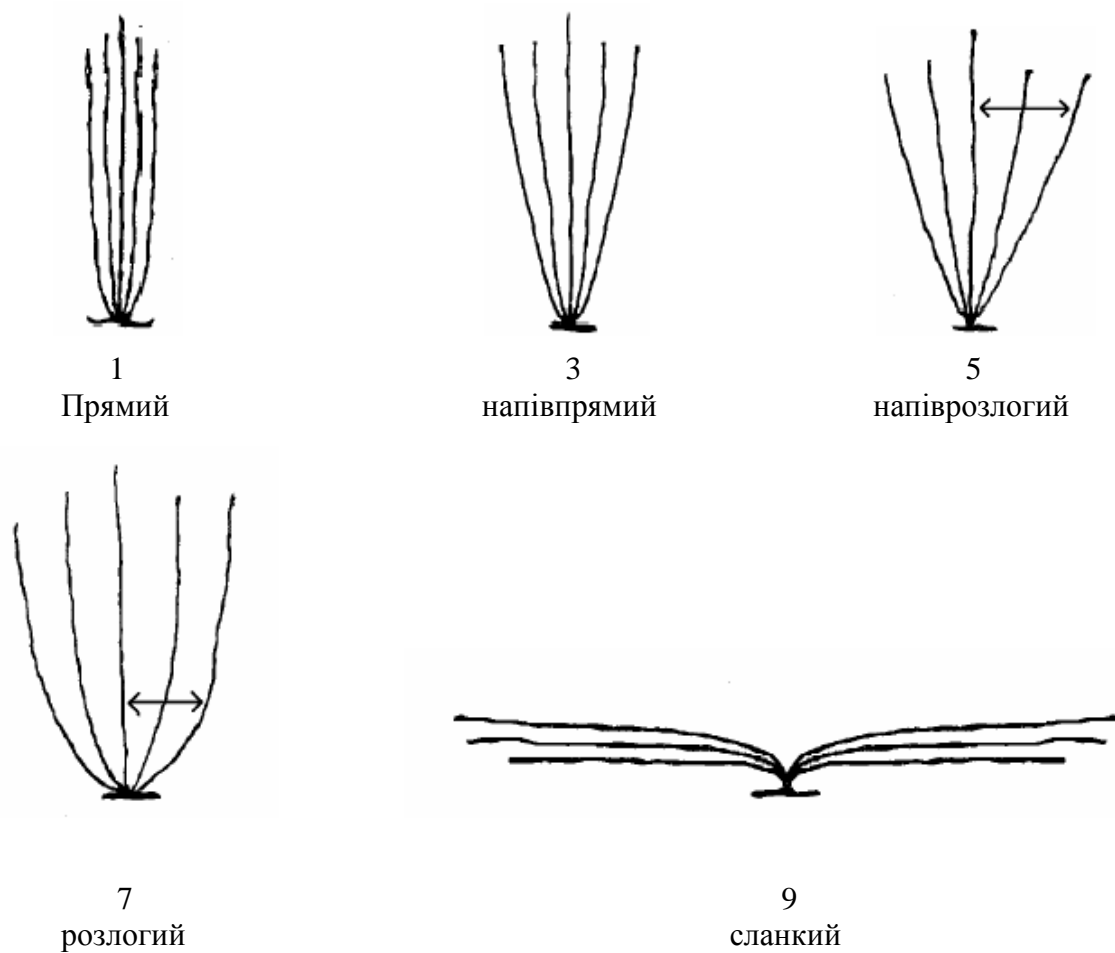 1
Прямий
3
напівпрямий
5
напіврозлогий
7
розлогий
9
сланкий